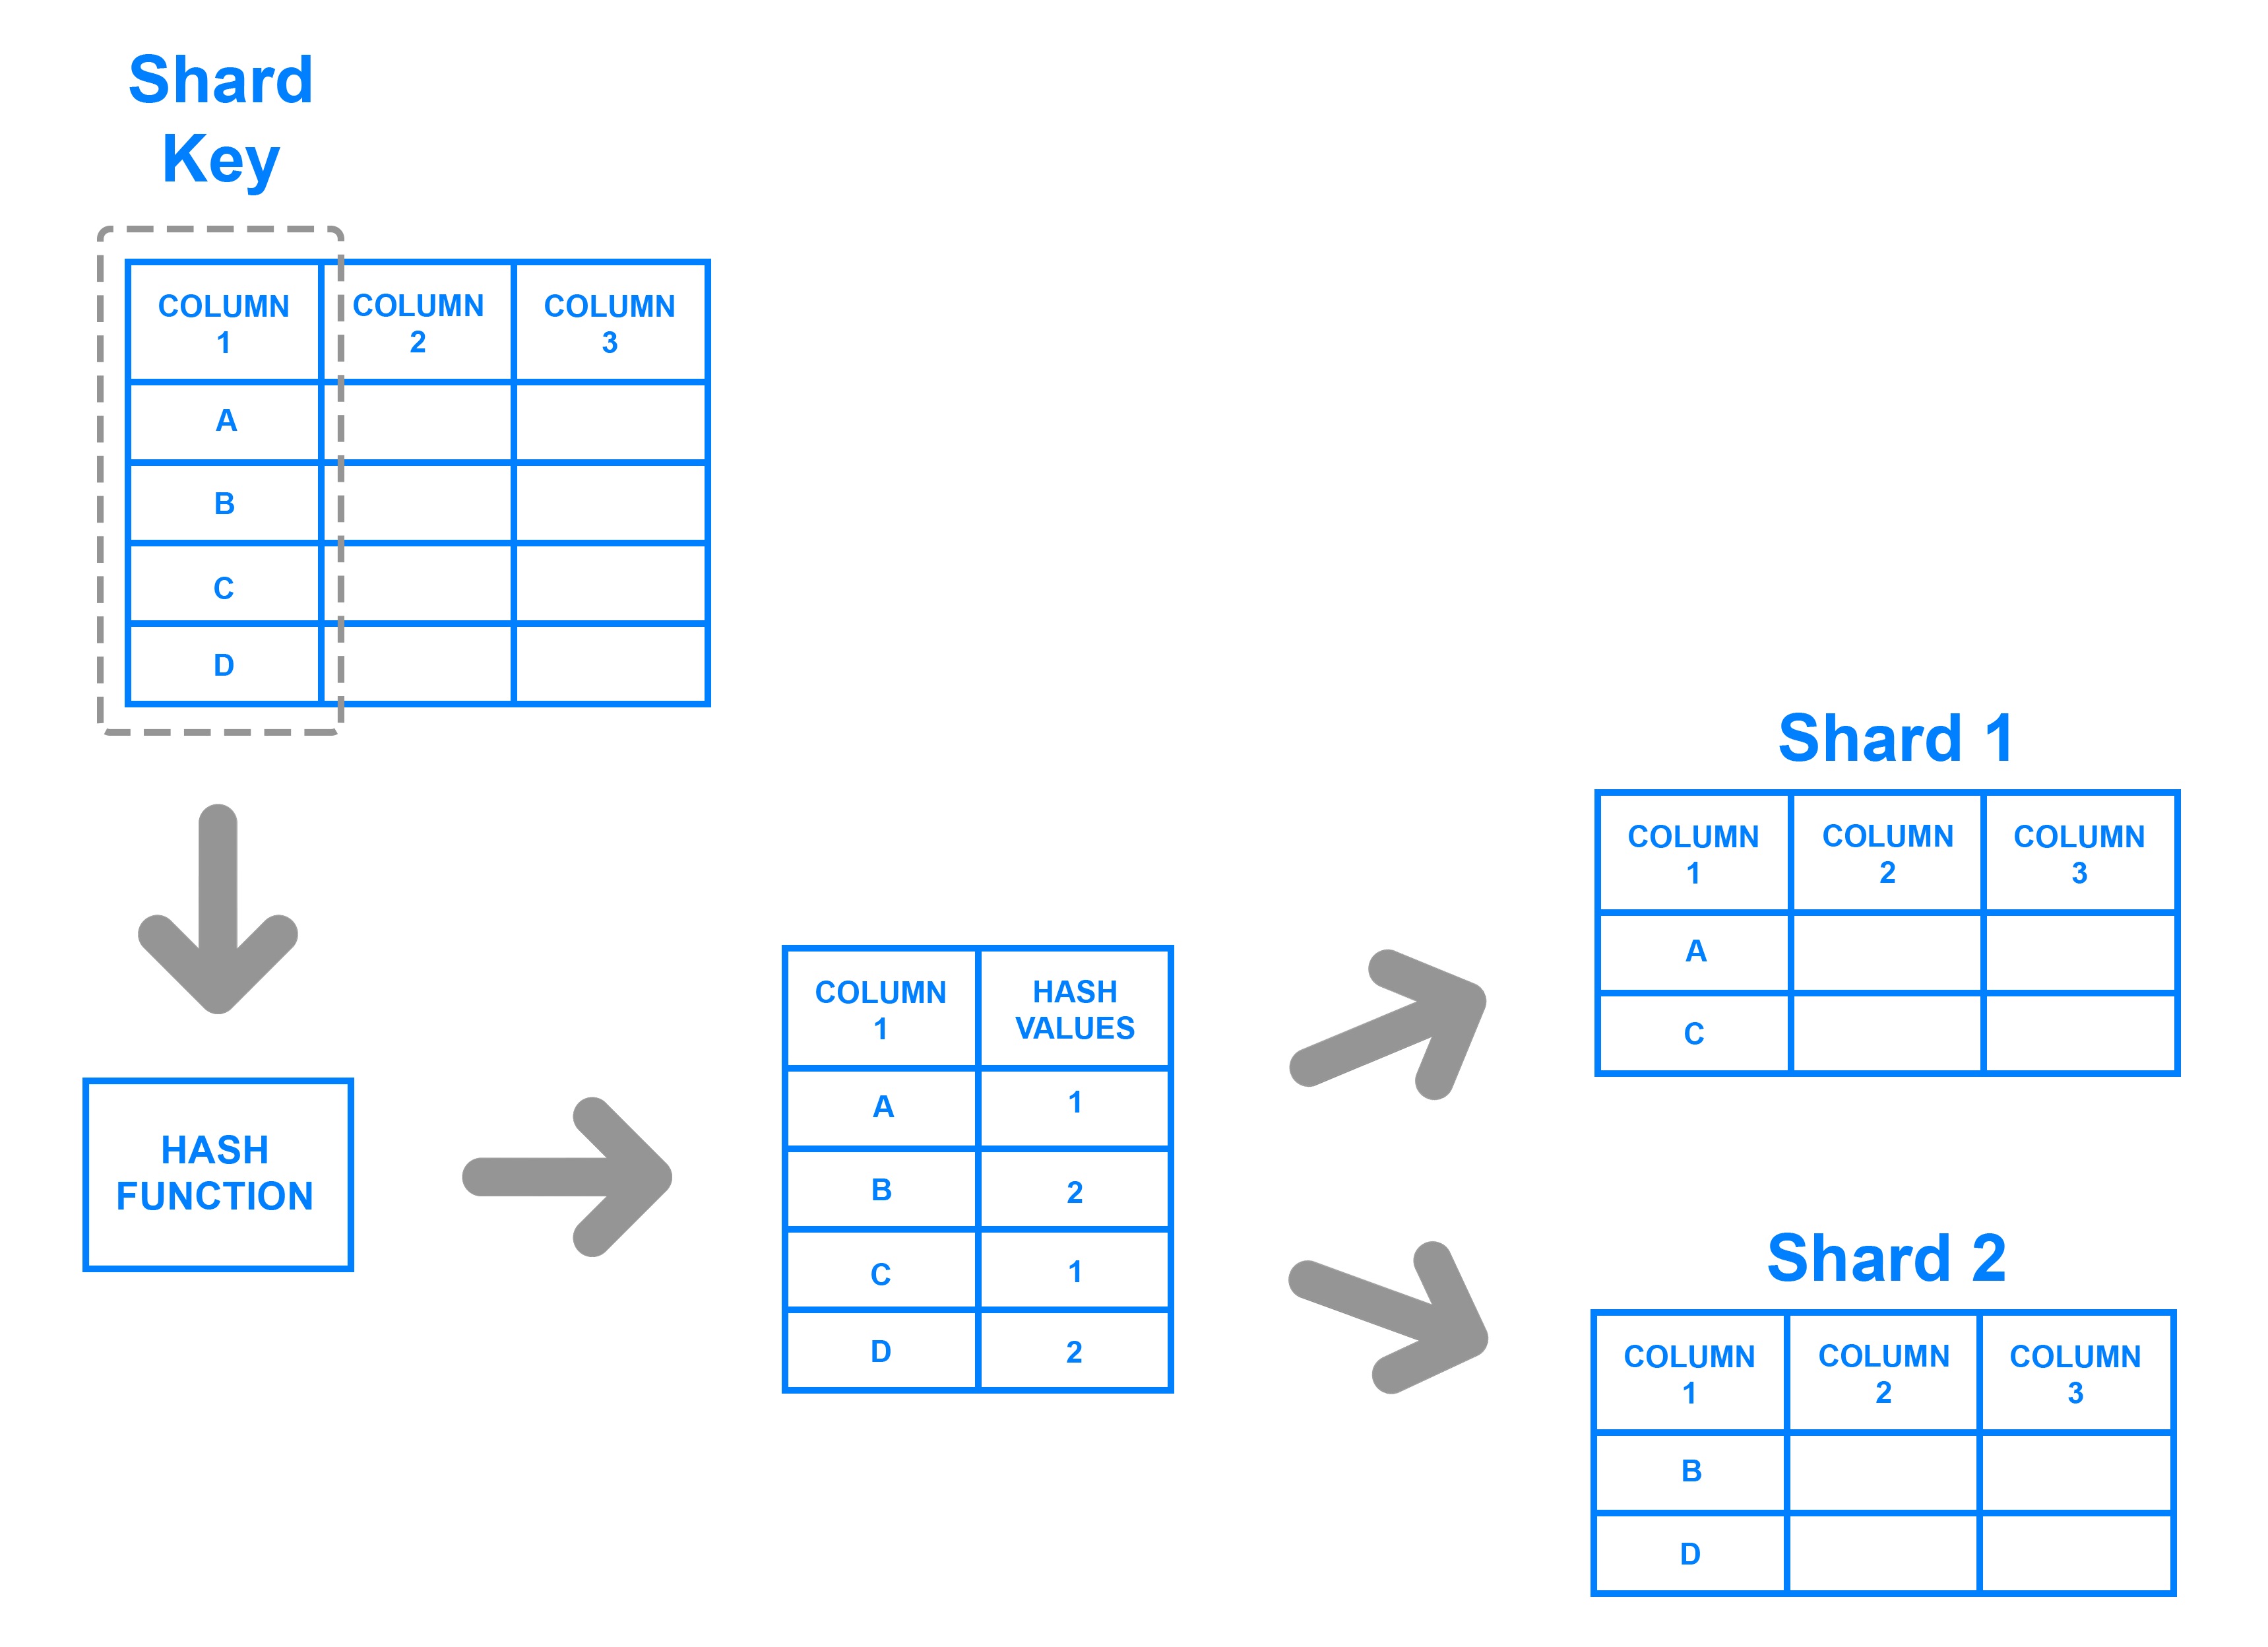 Shard
Key
COLUMN COLUMN COLUMN
1 2 3
A
B
C
D
HASH
FUNCTION
COLUMN HASH
1 VALUES
A 1
B 2
C 1
D 2
Shard 1
COLUMN COLUMN COLUMN
1 2 3
A
C
Shard 2
COLUMN COLUMN COLUMN
1 2 3
B
D